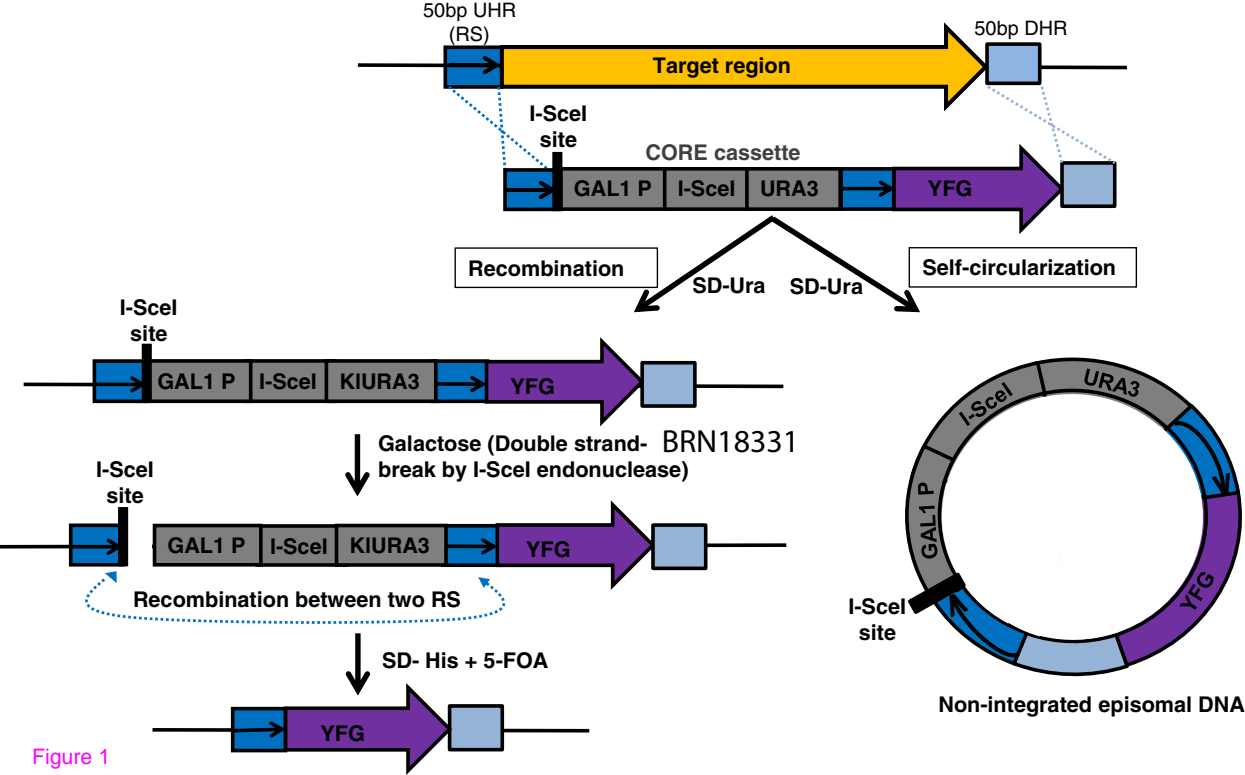 50bp UHR
(RS)
50bp DHR
Target region
I-SceI
site
CORE cassette
GAL1 P
I-SceI
URA3
YFG
Recombination
SD-Ura
SD-Ura
Self-circularization
I-SceI
site
GAL1 P
I-SceI
KlURA3
YFG
Galactose (Double strand-
break by I-SceI endonuclease)
BRN18331
I-SceI
site
GAL1 P
I-SceI
KlURA3
YFG
Recombination between two RS
SD- His + 5-FOA
YFG
Figure 1
GAL1 P
I-SceI
URA3
YFG
I-SceI
site
Non-integrated episomal DNA